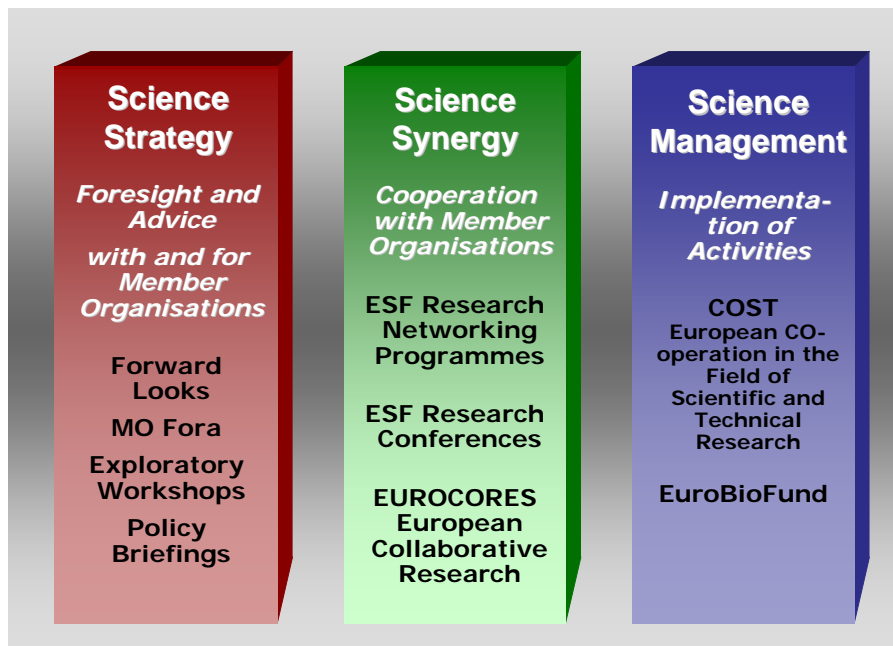 Science
Strategy
Foresight and
Advice
with and for
Member
Organisations
Forward
Looks
MO Fora
Exploratory
Workshops
Policy
Briefings
Science
Synergy
Cooperation
with Member
Organisations
ESF Research
Networking
Programmes
ESF Research
Conferences
EUROCORES
European
Collaborative
Research
Science
Management
Implementa-
tion of
Activities
COST
European CO-
operation in the
Field of
Scientific and
Technical
Research
EuroBioFund